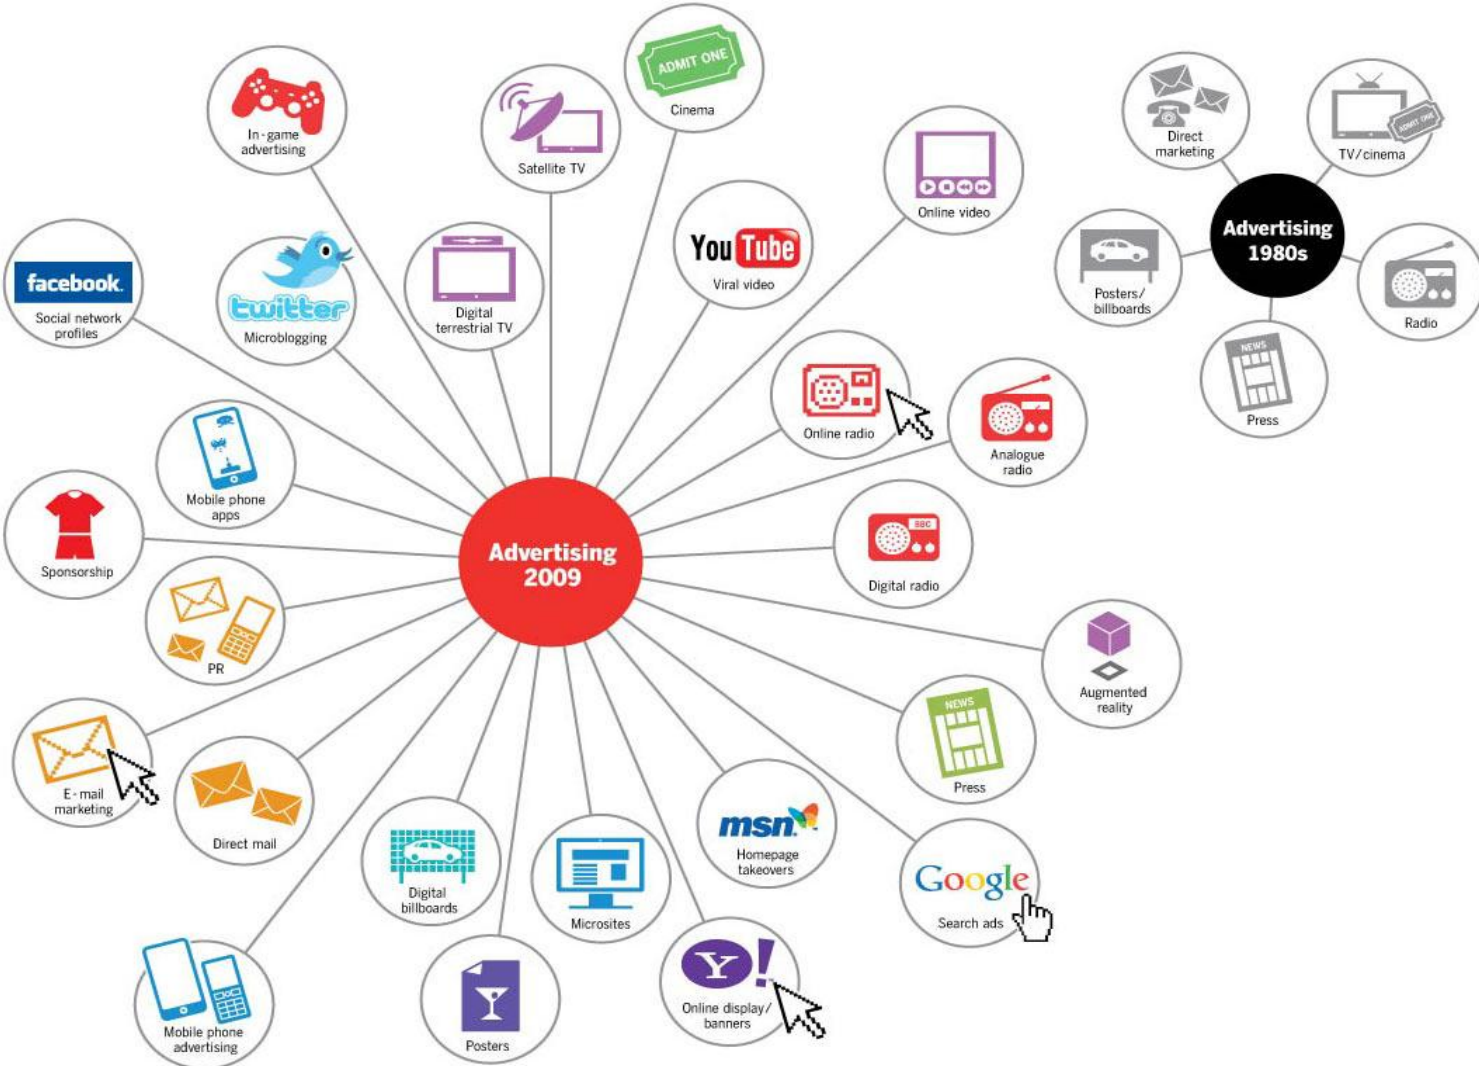 ADMIT ONE
Cinema
In-game
advertising
Satellite TV
Online video
Direct
marketing
ADMIT ONE
TV/cinema
Advertising
1980s
Posters/
billboards
Radio
NEWS
Press
facebook.
Social network
profiles
twitter
Microblogging
Digital
terrestrial TV
You Tube
Viral video
Online radio
Analogue
radio
Mobile phone
apps
Sponsorship
Advertising
2009
BBC
Digital radio
PR
Augmented
reality
E-mail
marketing
Direct mail
NEWS
Press
Digital
billboards
Microsites
msn
Homepage
takeovers
Google
Search ads
Mobile phone
advertising
Posters
Y!
Online display/
banners